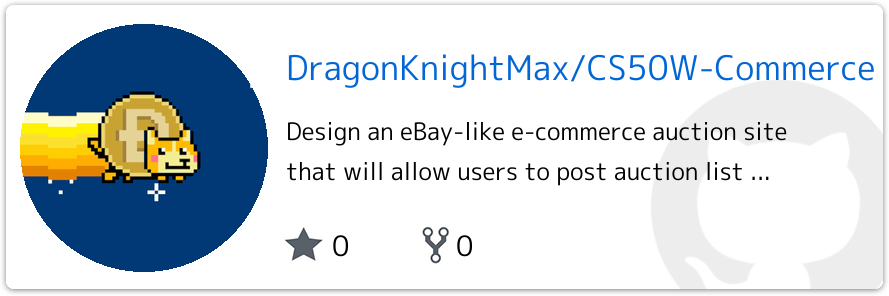 DragonKnightMax/CS50W-Commerce
Design an eBay-like e-commerce auction site
that will allow users to post auction list ...
0 0